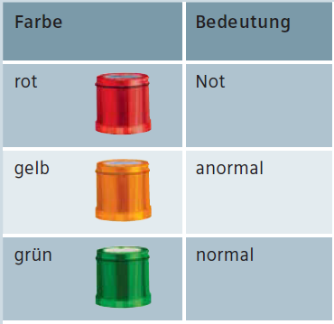 Farbe Bedeutung
rot Not
gelb anormal
grün normal